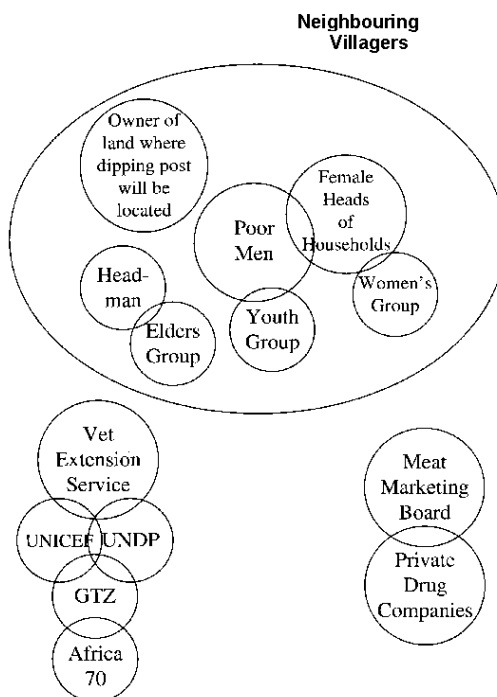 Neighbouring
Villagers
Owner of
land where
dipping post
will be
located
Female
Heads
of
Households
Poor
Men
Head-
man
Elders
Group
Youth
Group
Women's
Group
Vet
Extension
Service
UNICEF
UNDP
GTZ
Africa
70
Meat
Marketing
Board
Private
Drug
Companies